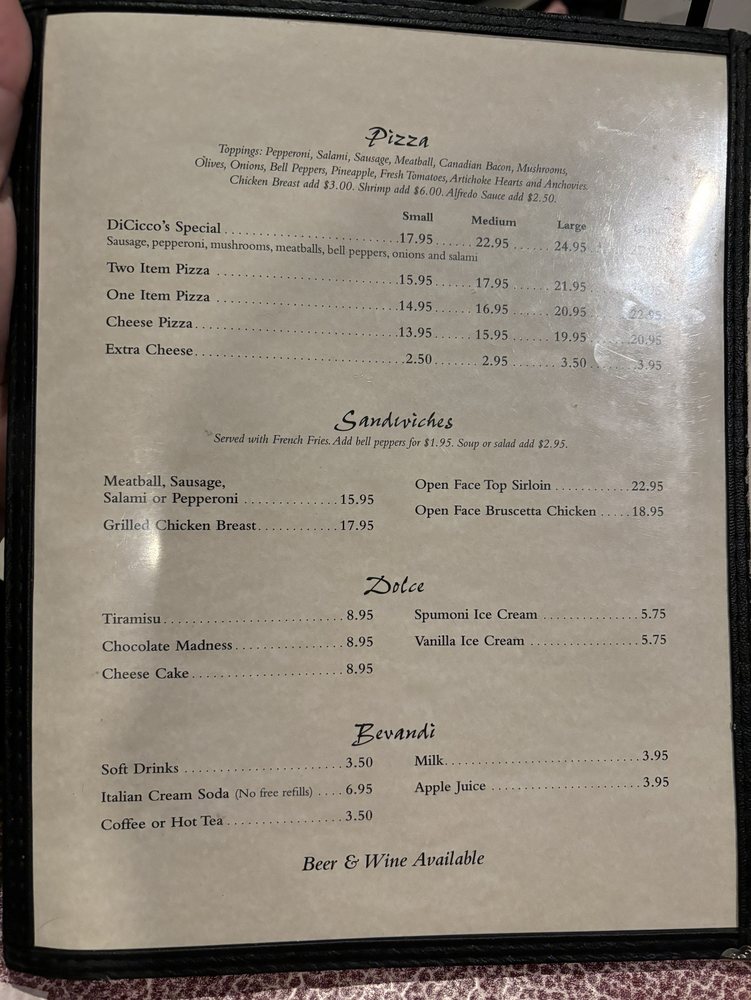 Pizza
Toppings: Pepperoni, Salami, Sausage, Meatball, Canadian Bacon, Mushrooms,
Olives, Onions, Bell Peppers, Pineapple, Fresh Tomatoes, Artichoke Hearts and Anchovies.
Chicken Breast add $3.00. Shrimp add $6.00. Alfredo Sauce add $2.50.
Small Medium Large
DiCicco's Special 17.95 22.95 24.95
Sausage, pepperoni, mushrooms, meatballs, bell peppers, onions and salami
Two Item Pizza 15.95 17.95 21.95
One Item Pizza 14.95 16.95 20.95 22.95
Cheese Pizza 13.95 15.95 19.95 20.95
Extra Cheese 2.50 2.95 3.50 3.95
Sandwiches
Served with French Fries. Add bell peppers for $1.95. Soup or salad add $2.95.
Meatball, Sausage,
Salami or Pepperoni 15.95
Grilled Chicken Breast 17.95
Open Face Top Sirloin 22.95
Open Face Bruscetta Chicken 18.95
Dolce
Tiramisu 8.95
Chocolate Madness 8.95
Cheese Cake 8.95
Spumoni Ice Cream 5.75
Vanilla Ice Cream 5.75
Bevandi
Soft Drinks 3.50
Italian Cream Soda (No free refills) 6.95
Coffee or Hot Tea 3.50
Milk 3.95
Apple Juice 3.95
Beer & Wine Available